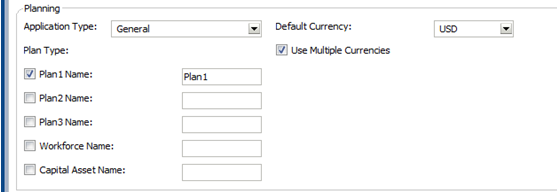 Planning
Application Type: General Default Currency: USD
Plan Type: Use Multiple Currencies
Plan1 Name: Plan1
Plan2 Name:
Plan3 Name:
Workforce Name:
Capital Asset Name: